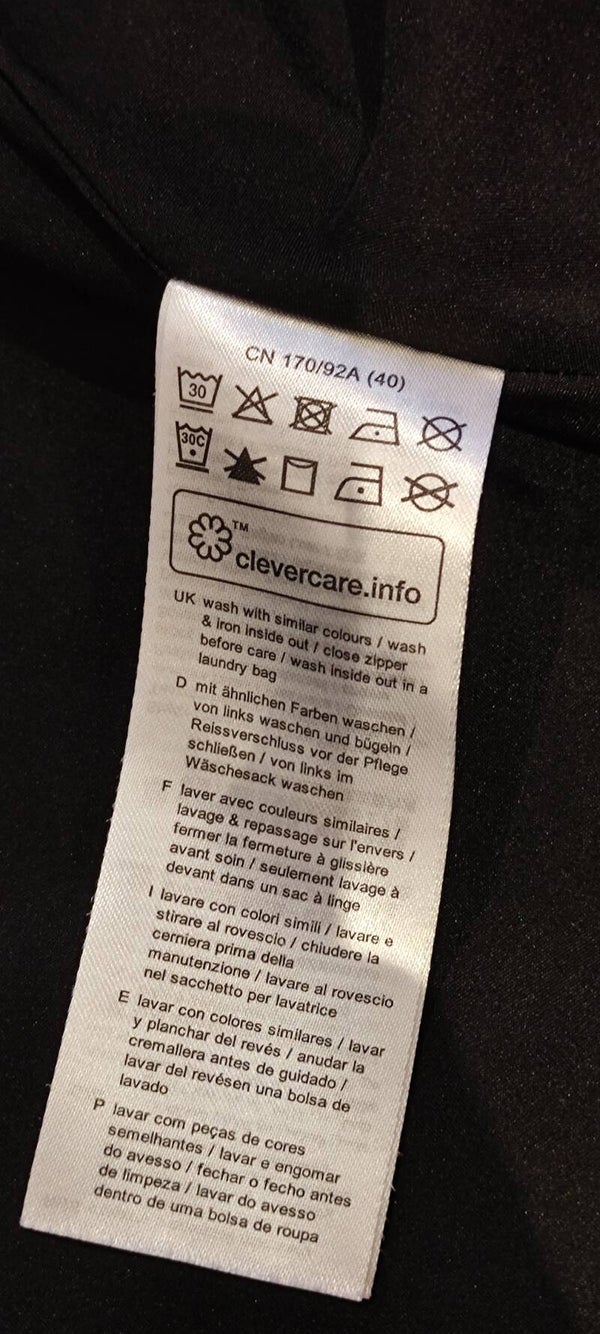 CN 170/92A (40)
30
30C
™
clevercare.info
UK wash with similar colours / wash
& iron inside out / close zipper
before care / wash inside out in a
laundry bag
D mit ähnlichen Farben waschen /
von links waschen und bügeln /
Reissverschluss vor der Pflege
schließen / von links im
Wäschesack waschen
F laver avec couleurs similaires /
lavage & repassage sur l'envers /
fermer la fermeture à glissière
avant soin / seulement lavage à
devant dans un sac à linge
I lavare con colori simili / lavare e
stirare al rovescio / chiudere la
cerniera prima della
manutenzione / lavare al rovescio
nel sacchetto per lavatrice
E lavar con colores similares / lavar
y planchar del revés / anudar la
cremallera antes de guidado /
lavar del revésen una bolsa de
lavado
P lavar com peças de cores
semelhantes / lavar e engomar
do avesso / fechar o fecho antes
de limpeza / lavar do avesso
dentro de uma bolsa de roupa